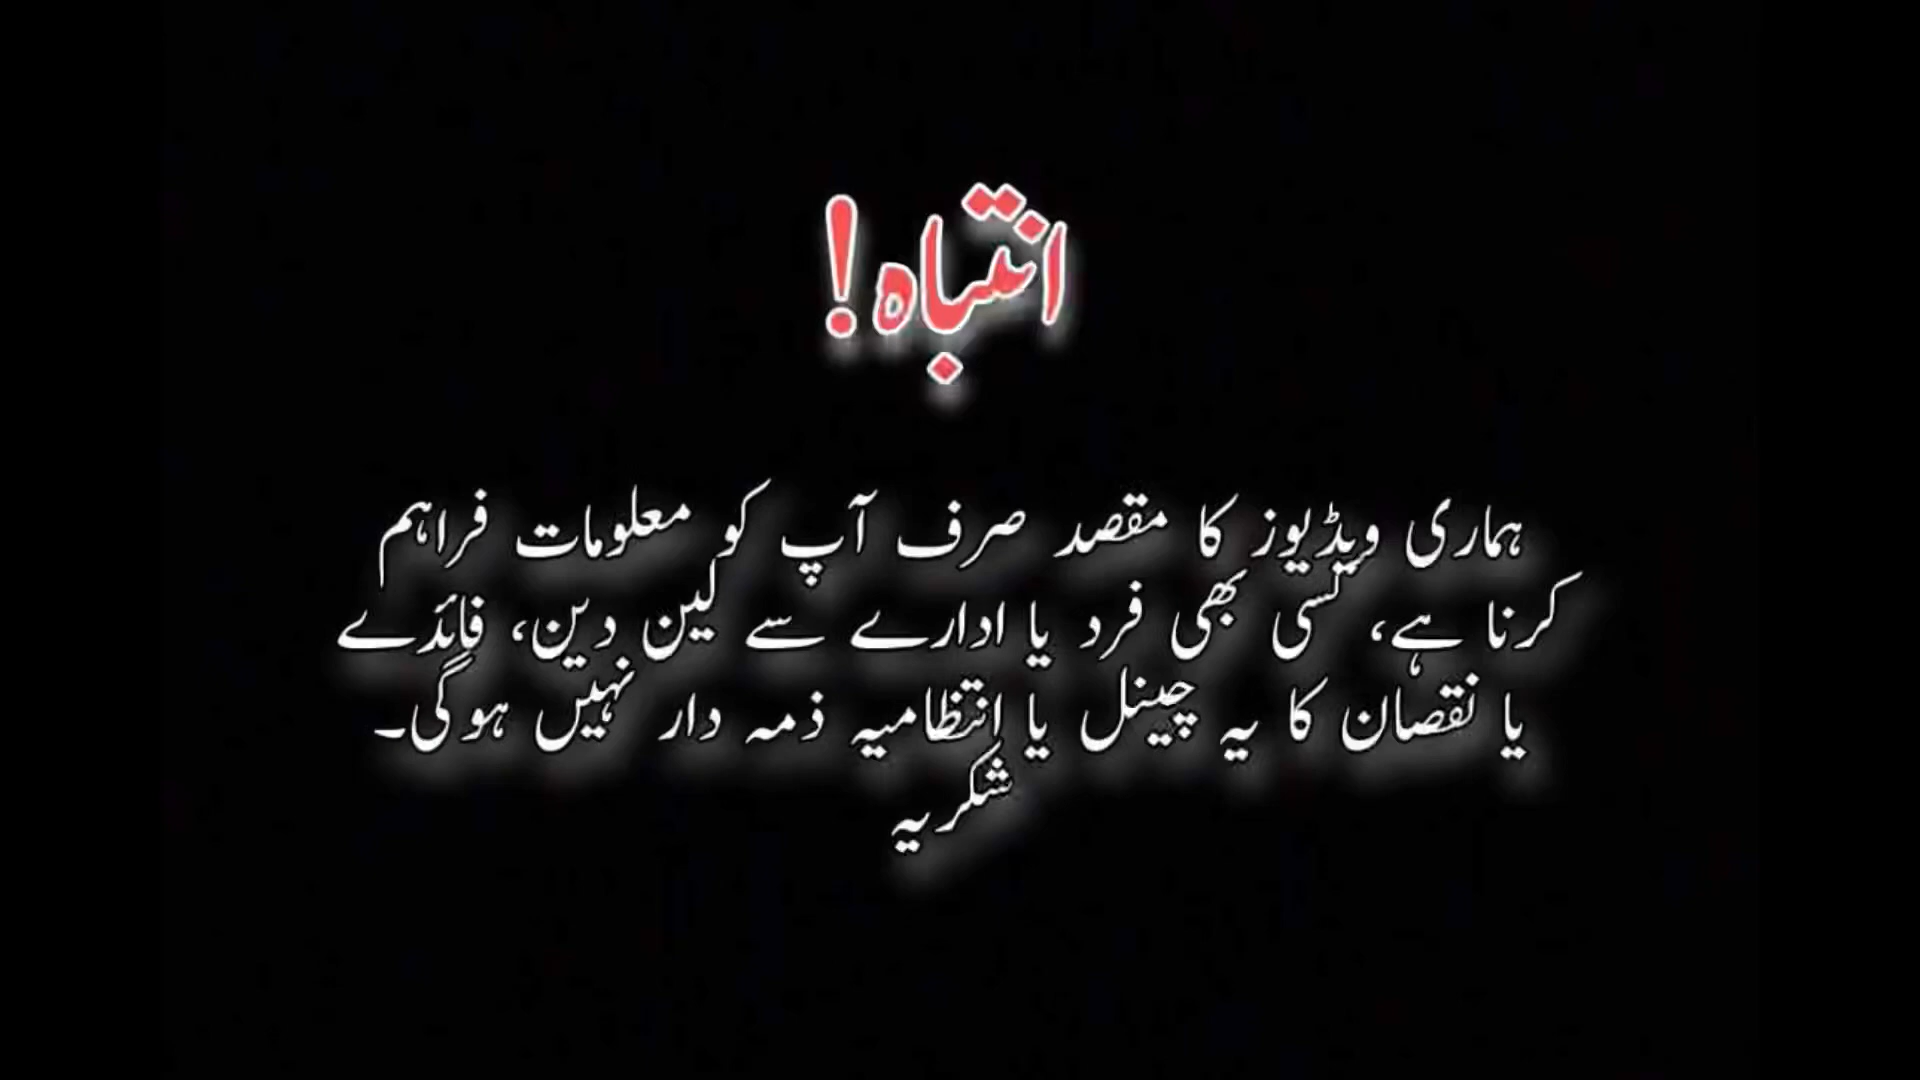 انتباہ!
ہماری ویڈیوز کا مقصد صرف آپ کو معلومات فراہم
کرنا ہے، کسی بھی فرد یا ادارے سے لین دین، فائدے
یا نقصان کا یہ چینل یا انتظامیہ ذمہ دار نہیں ہوگی۔
شکریہ